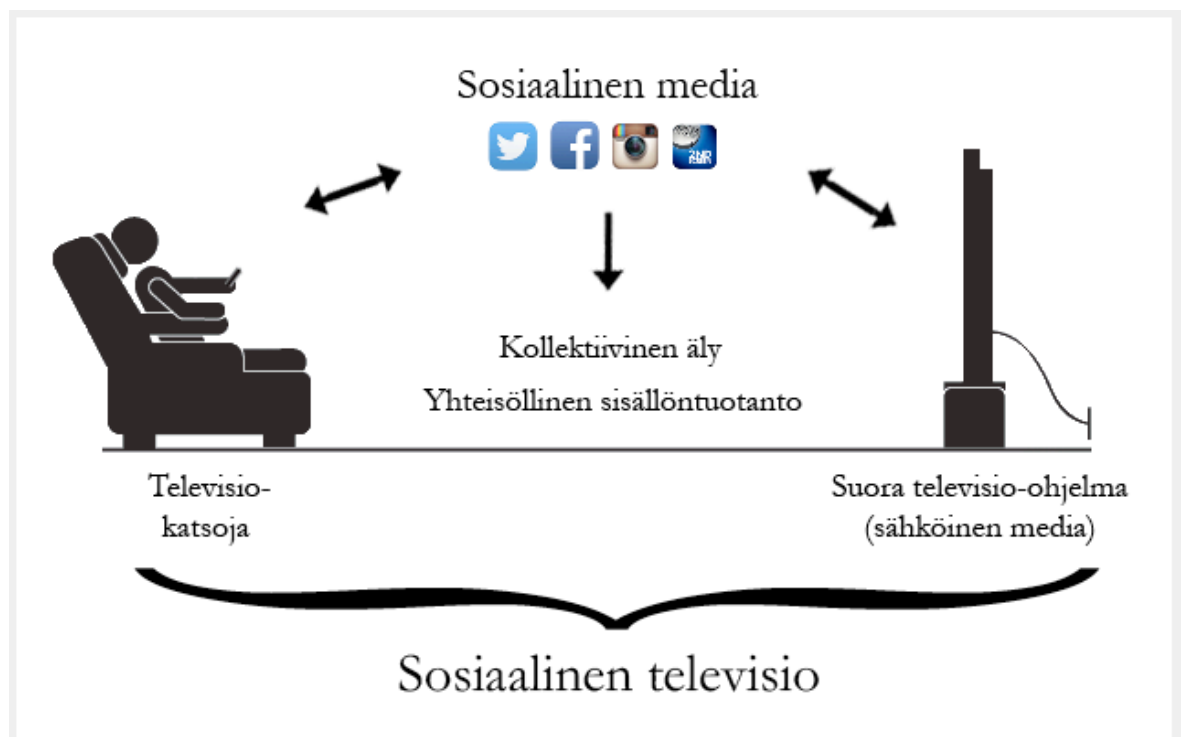 Sosiaalinen media
Kollektiivinen äly
Yhteisöllinen sisällöntuotanto
Televisio-
katsoja
Suora televisio-ohjelma
(sähköinen media)
Sosiaalinen televisio